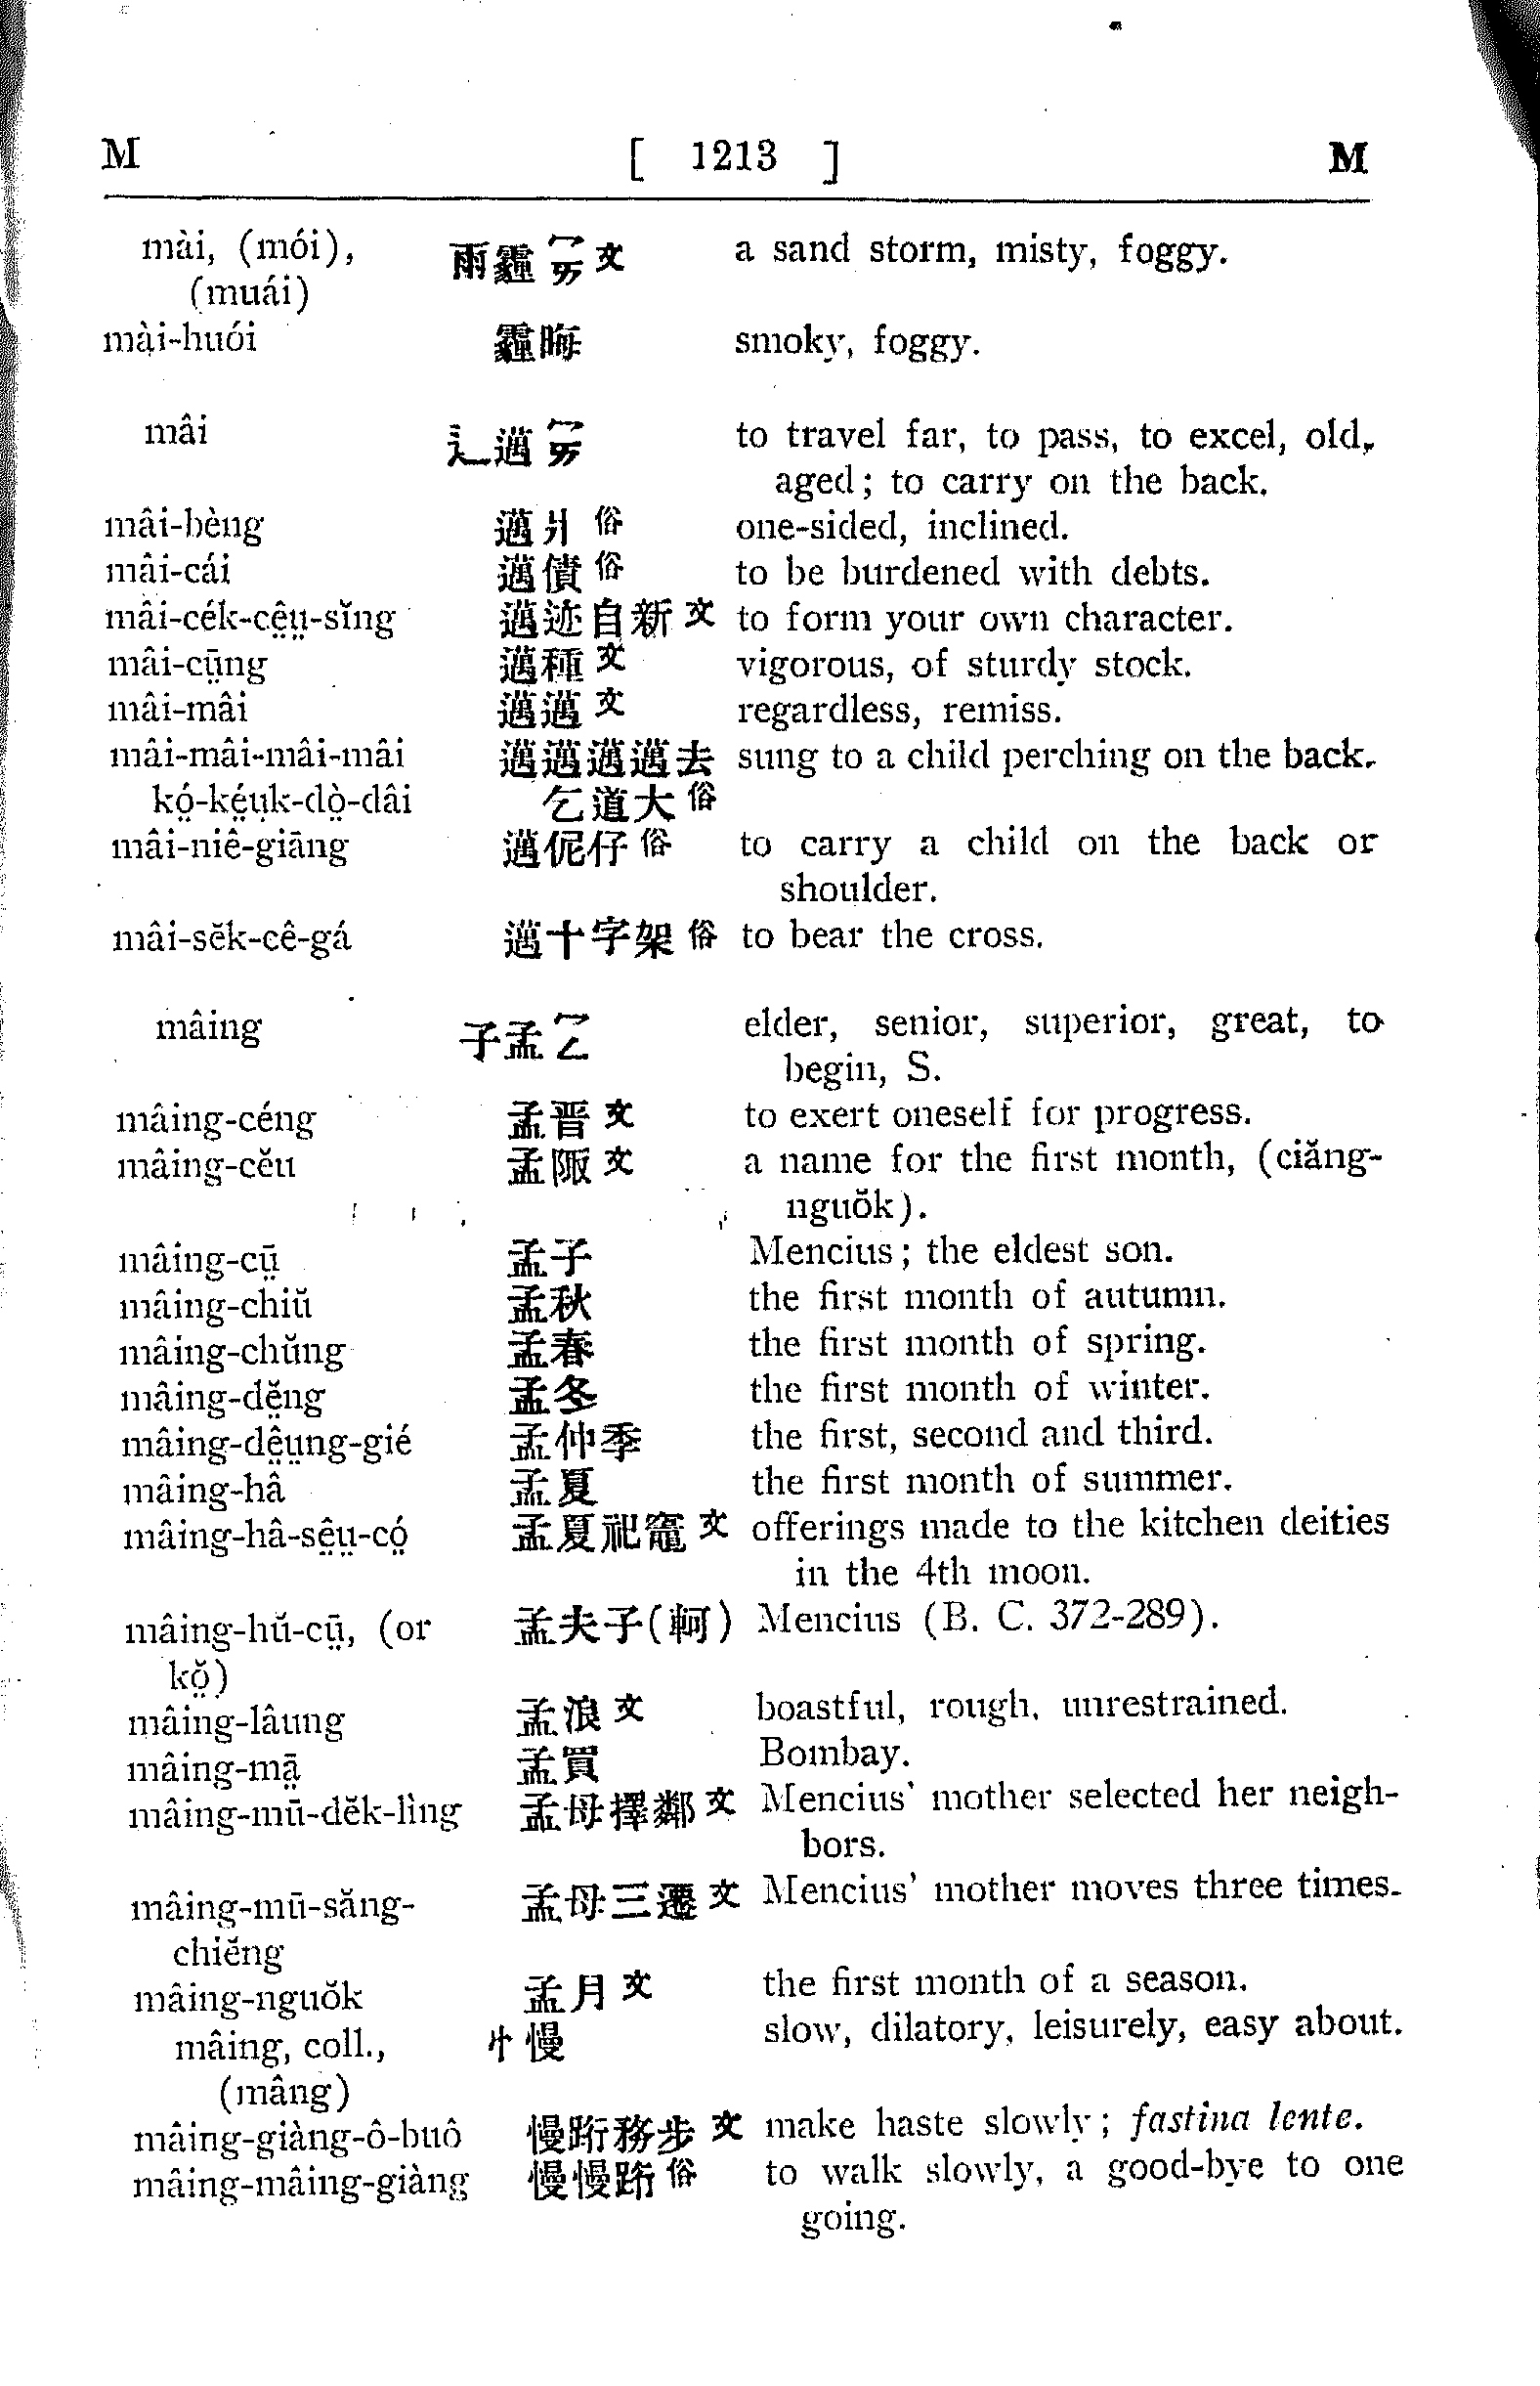 M [ 1213 ] M
mài, (mói), 雨霾 文 a sand storm, misty, foggy.
(muái)
mài-huói 霾晦 smoky, foggy.
mâi 辶邁 to travel far, to pass, to excel, old,
aged; to carry on the back.
mâi-bèng 邁爿俗 one-sided, inclined.
mâi-cái 邁債俗 to be burdened with debts.
mâi-cék-cê̤ṳ-sĭng 邁迹自新文 to form your own character.
mâi-cṳ̄ng 邁種文 vigorous, of sturdy stock.
mâi-mâi 邁邁文 regardless, remiss.
mâi-mâi-mâi-mâi 邁邁邁邁去 sung to a child perching on the back.
kó̤-ké̤ṳk-dò̤-dâi 乞道大俗
mâi-niê-giāng 邁伲仔俗 to carry a child on the back or
shoulder.
mâi-sĕk-cê-gá 邁十字架俗 to bear the cross.
mâing 子孟 elder, senior, superior, great, to
begin, S.
mâing-céng 孟晋文 to exert oneself for progress.
mâing-cĕu 孟陬文 a name for the first month, (ciăng-
nguŏk).
mâing-cṳ̄ 孟子 Mencius; the eldest son.
mâing-chiŭ 孟秋 the first month of autumn.
mâing-chŭng 孟春 the first month of spring.
mâing-dĕ̤ng 孟冬 the first month of winter.
mâing-dê̤ṳng-gié 孟仲季 the first, second and third.
mâing-hâ 孟夏 the first month of summer.
mâing-hâ-sê̤ṳ-có̤ 孟夏祀竈文 offerings made to the kitchen deities
in the 4th moon.
mâing-hŭ-cṳ̄, (or 孟夫子(軻) Mencius (B. C. 372-289).
kŏ̤)
mâing-lâung 孟浪文 boastful, rough, unrestrained.
mâing-mā̤ 孟買 Bombay.
mâing-mū-dĕk-lìng 孟母擇鄰文 Mencius' mother selected her neigh-
bors.
mâing-mū-săng- 孟母三遷文 Mencius' mother moves three times.
chiĕng
mâing-nguŏk 孟月文 the first month of a season.
mâing, coll., 忄慢 slow, dilatory, leisurely, easy about.
(mâng)
mâing-giàng-ô-buô 慢跘務步文 make haste slowly; fastina lente.
mâing-mâing-giàng 慢慢跘俗 to walk slowly, a good-bye to one
going.